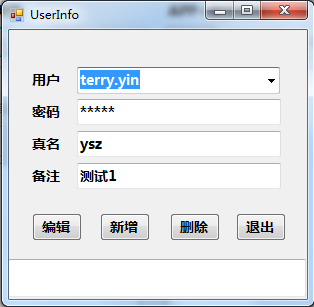 UserInfo
用户 terry.yin
密码 *****
真名 ysz
备注 测试1
编辑 新增 删除 退出